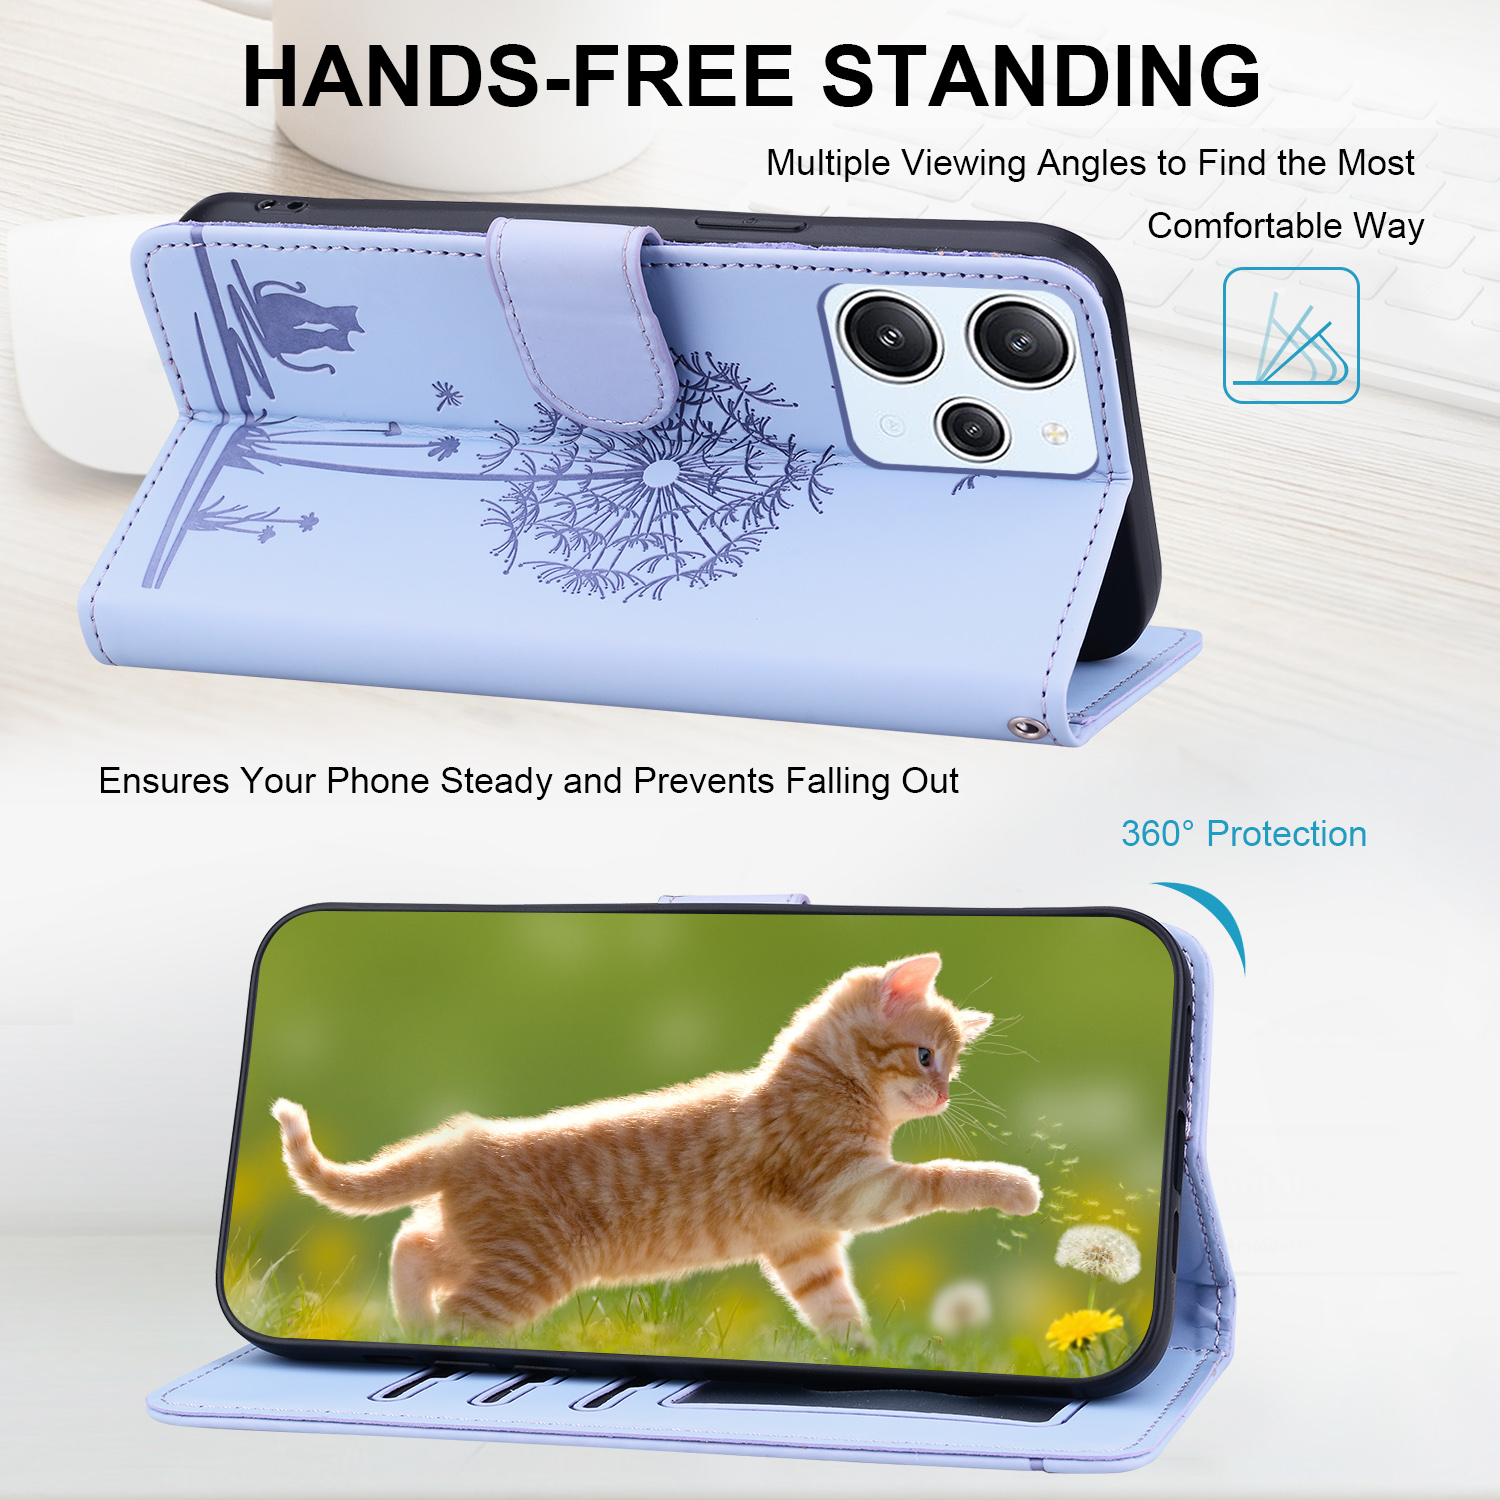 HANDS-FREE STANDING
Multiple Viewing Angles to Find the Most
Comfortable Way
Ensures Your Phone Steady and Prevents Falling Out
360° Protection